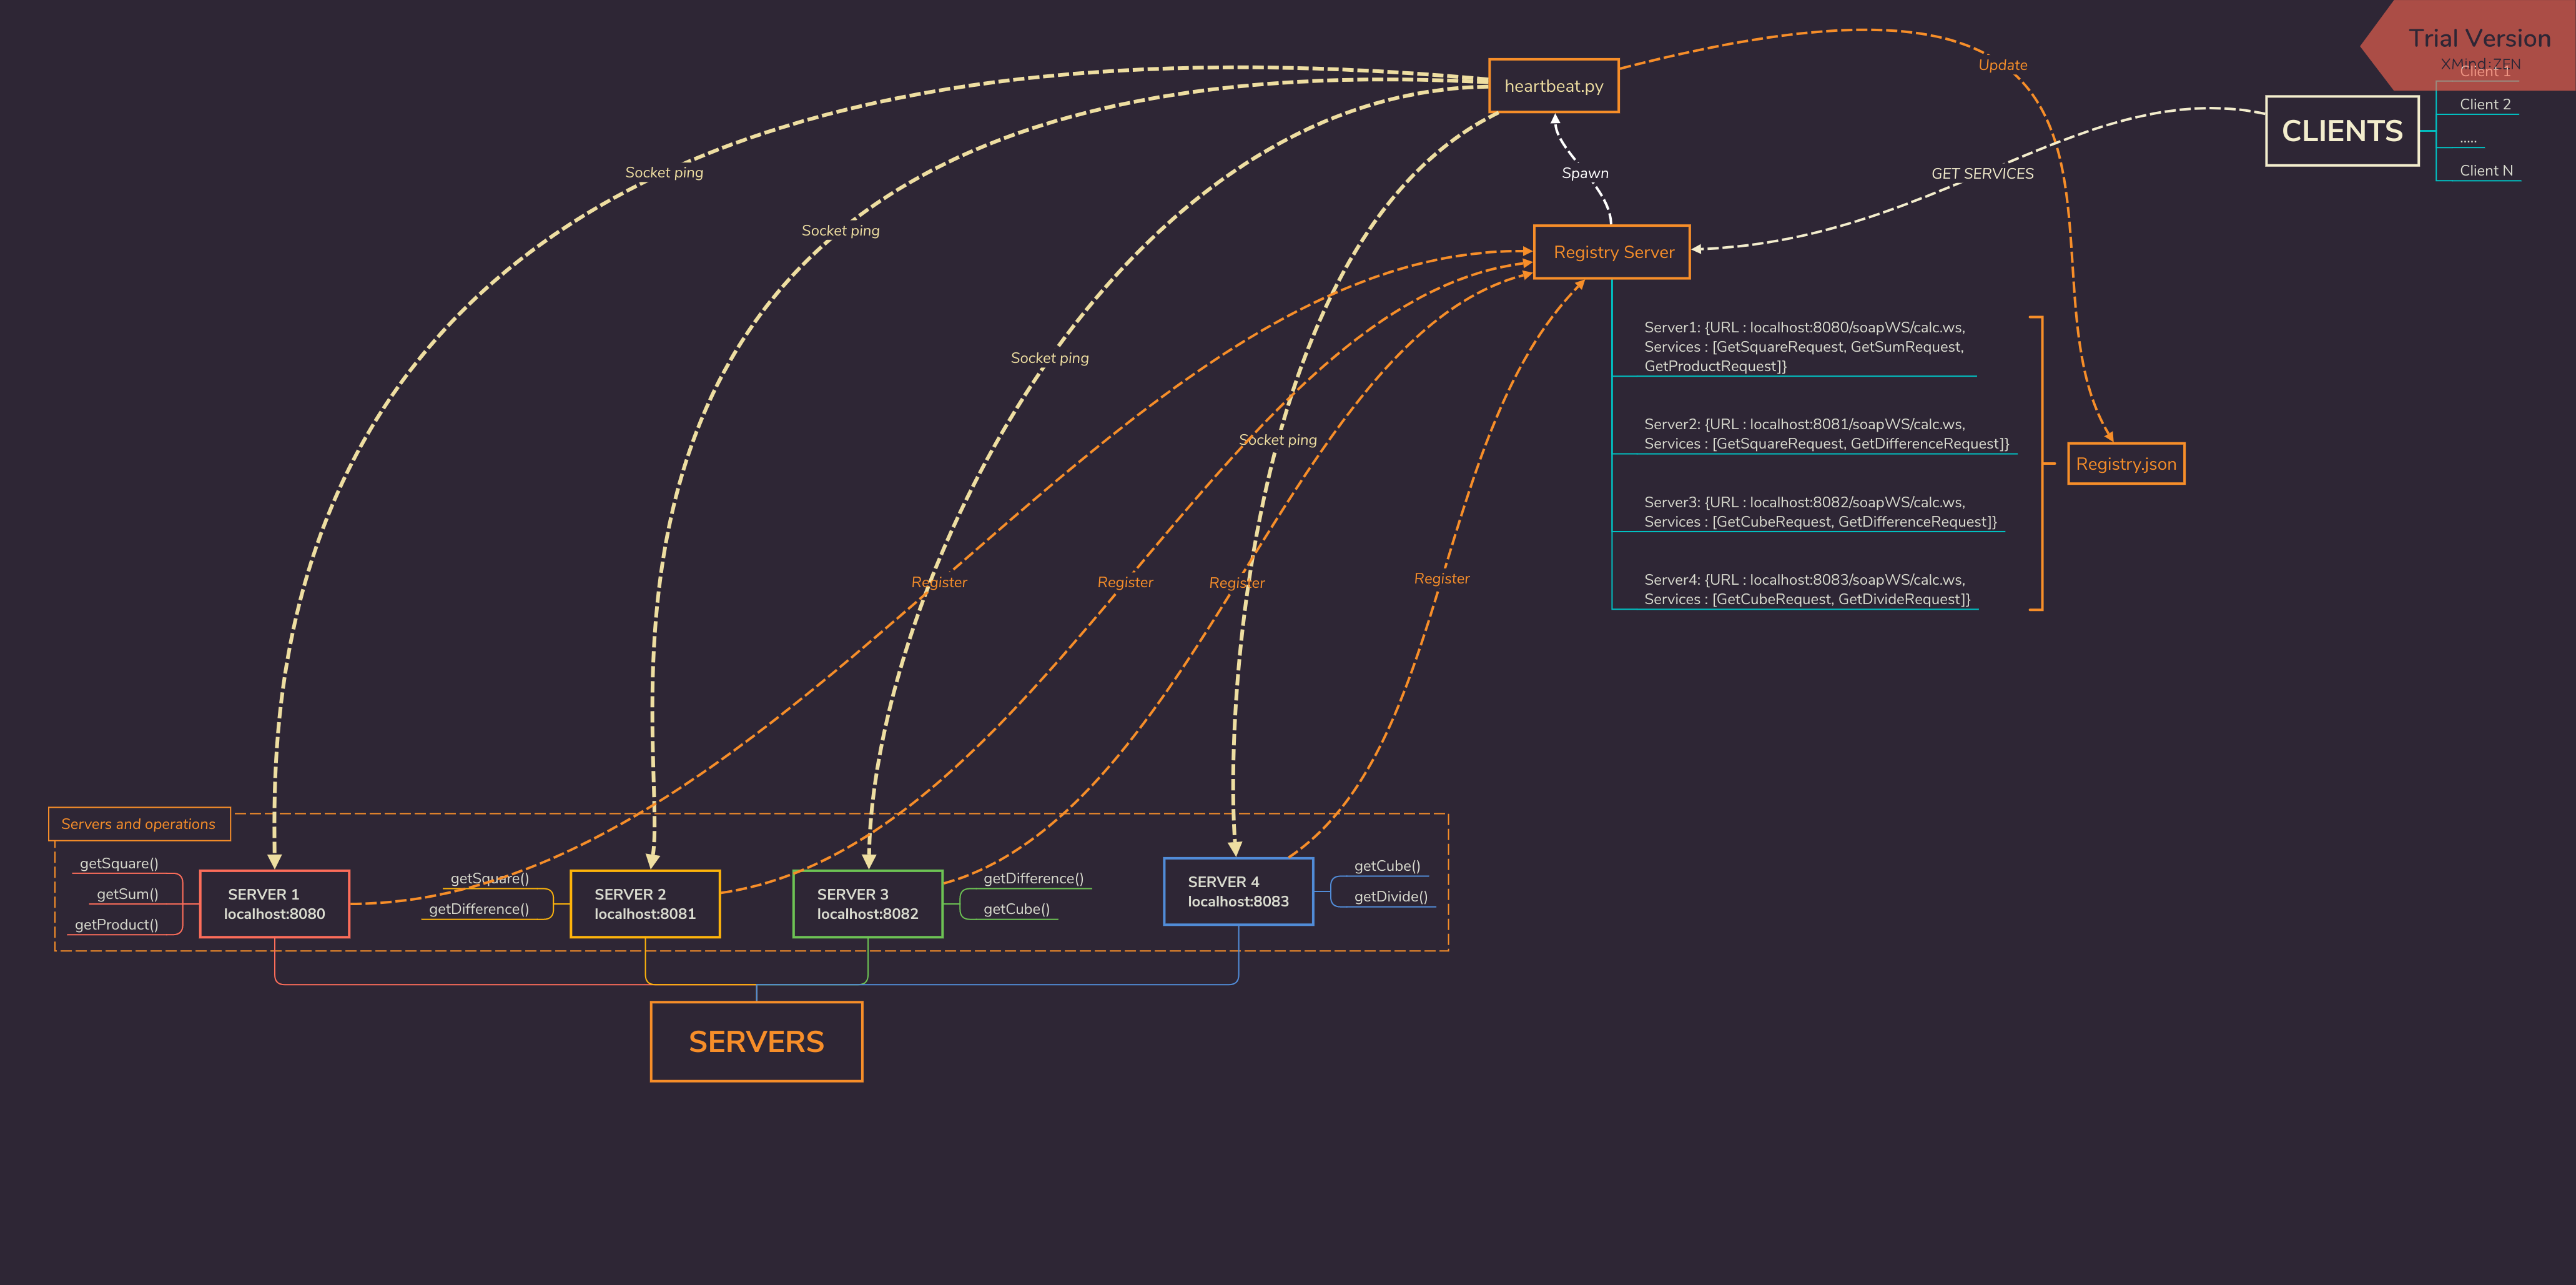 Trial Version
XMind:ZEN
Client 1
heartbeat.py
Update
CLIENTS
Client 2
.....
Client N
Socket ping
Spawn
GET SERVICES
Socket ping
Registry Server
Socket ping
Server1: {URL : localhost:8080/soapWS/calc.ws,
Services : [GetSquareRequest, GetSumRequest,
GetProductRequest]}
Socket ping
Server2: {URL : localhost:8081/soapWS/calc.ws,
Services : [GetSquareRequest, GetDifferenceRequest]}
Registry.json
Server3: {URL : localhost:8082/soapWS/calc.ws,
Services : [GetCubeRequest, GetDifferenceRequest]}
Register
Register
Register
Register
Server4: {URL : localhost:8083/soapWS/calc.ws,
Services : [GetCubeRequest, GetDivideRequest]}
Servers and operations
getSquare()
getSum()
getProduct()
SERVER 1
localhost:8080
getSquare()
getDifference()
SERVER 2
localhost:8081
SERVER 3
localhost:8082
getDifference()
getCube()
SERVER 4
localhost:8083
getCube()
getDivide()
SERVERS